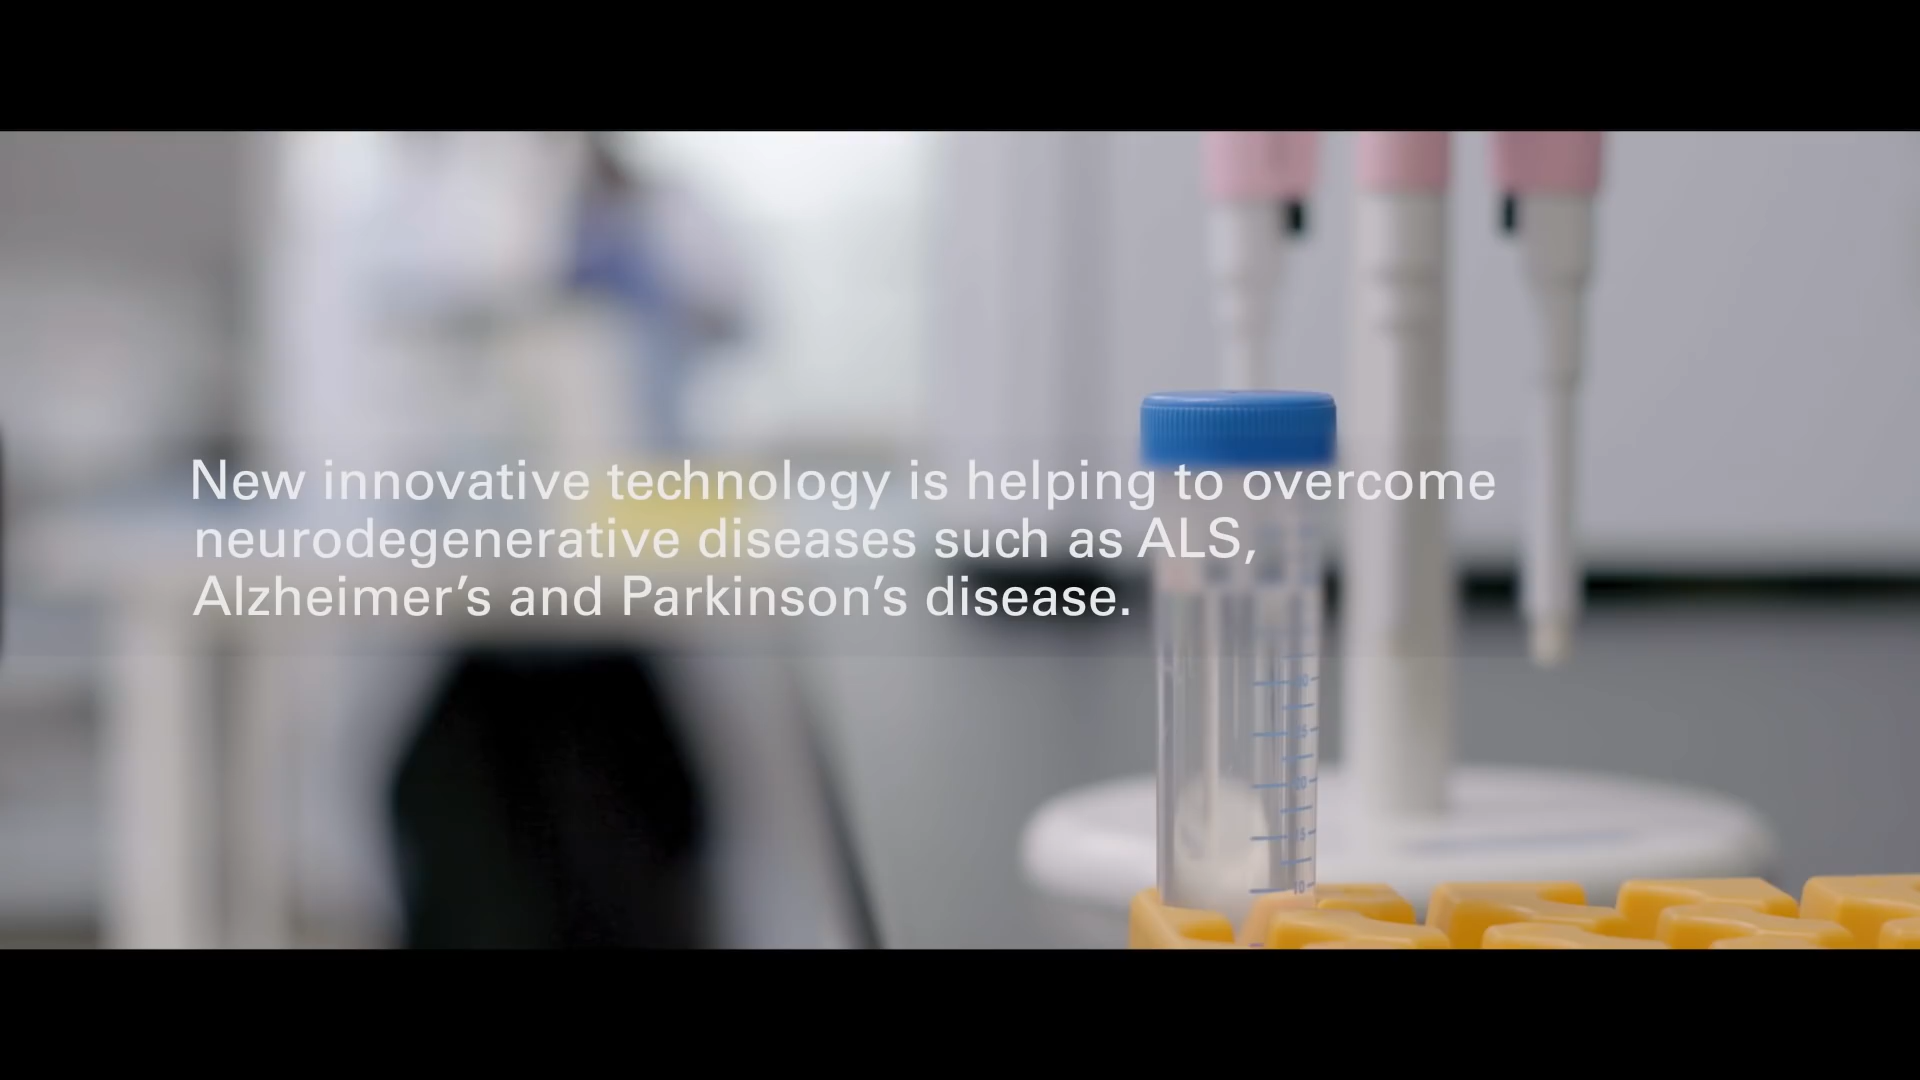 New innovative technology is helping to overcome
neurodegenerative diseases such as ALS,
Alzheimer’s and Parkinson’s disease.